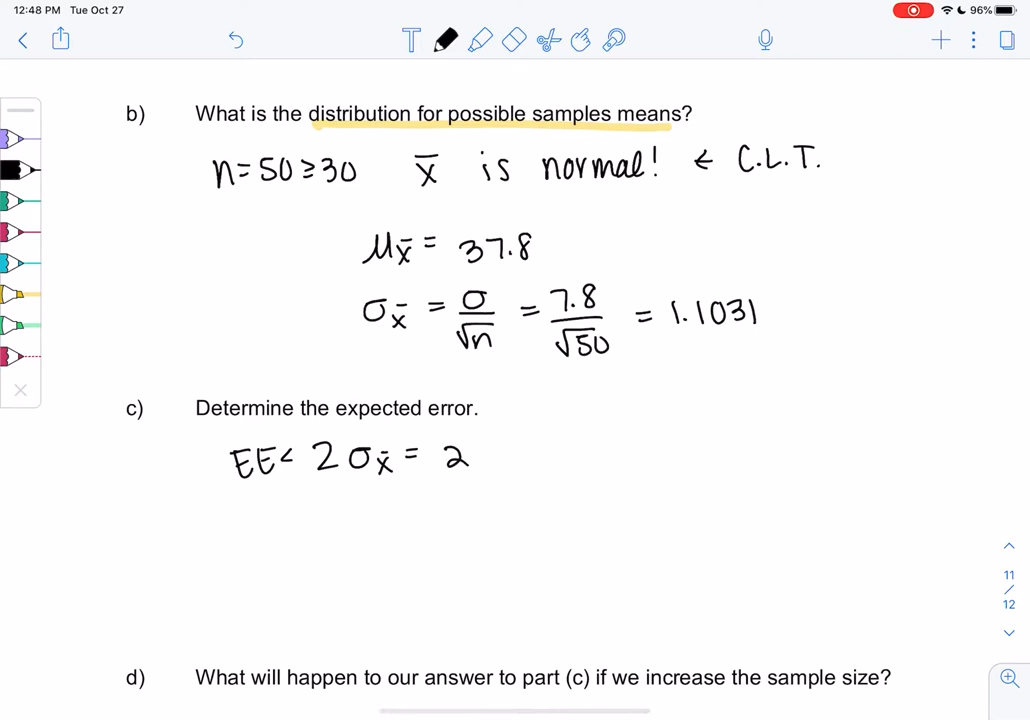 12:48 PM Tue Oct 27 96%
T
b) What is the distribution for possible samples means?
n = 50 ≥ 30 x̄ is normal! ← C.L.T.
μx̄ = 37.8
σx̄ = σ/√n = 7.8/√50 = 1.1031
c) Determine the expected error.
EE < 2 σx̄ = 2
11
/
12
d) What will happen to our answer to part (c) if we increase the sample size?